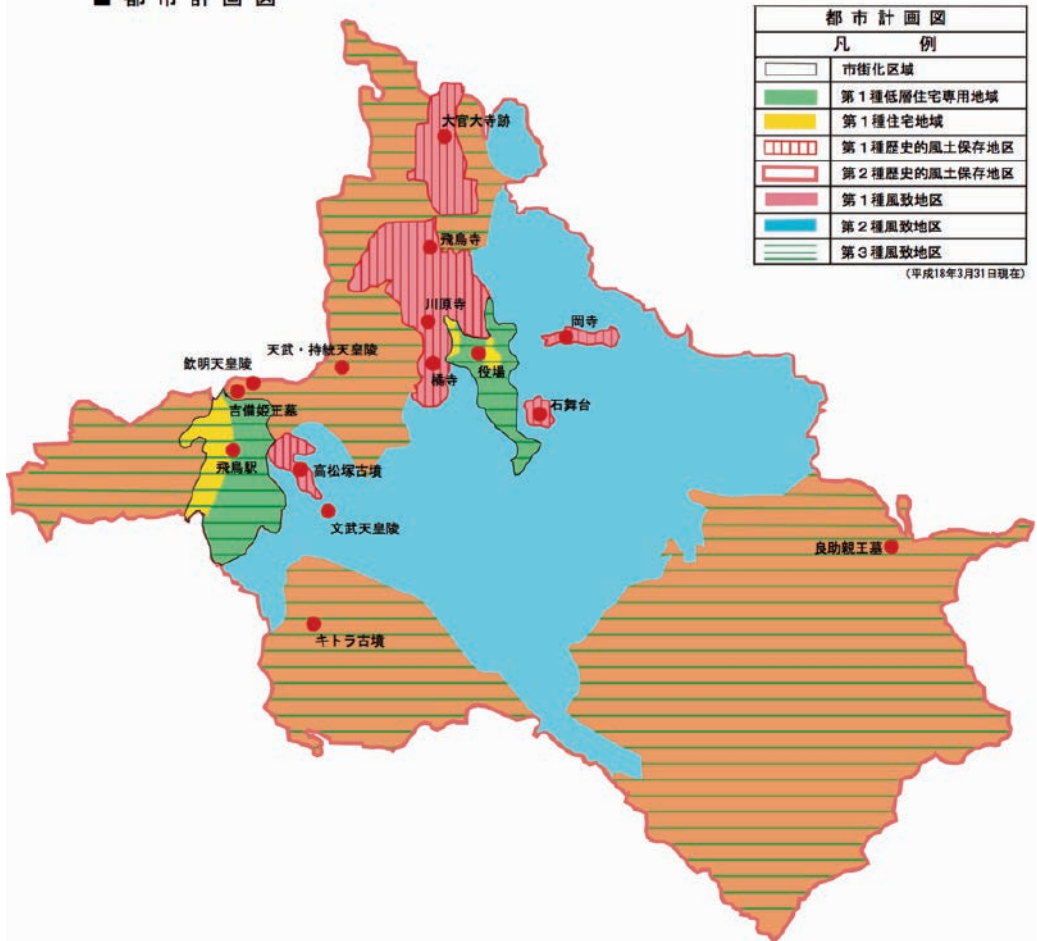 ■ 都市計画図
都市計画図
凡 例
市街化区域
第1種低層住宅専用地域
第1種住宅地域
第1種歴史的風土保存地区
第2種歴史的風土保存地区
第1種風致地区
第2種風致地区
第3種風致地区
(平成18年3月31日現在)
大官大寺跡
飛鳥寺
川原寺
岡寺
天武・持統天皇陵
役場
欽明天皇陵
橘寺
吉備姫王墓
石舞台
飛鳥駅
高松塚古墳
文武天皇陵
良助親王墓
キトラ古墳